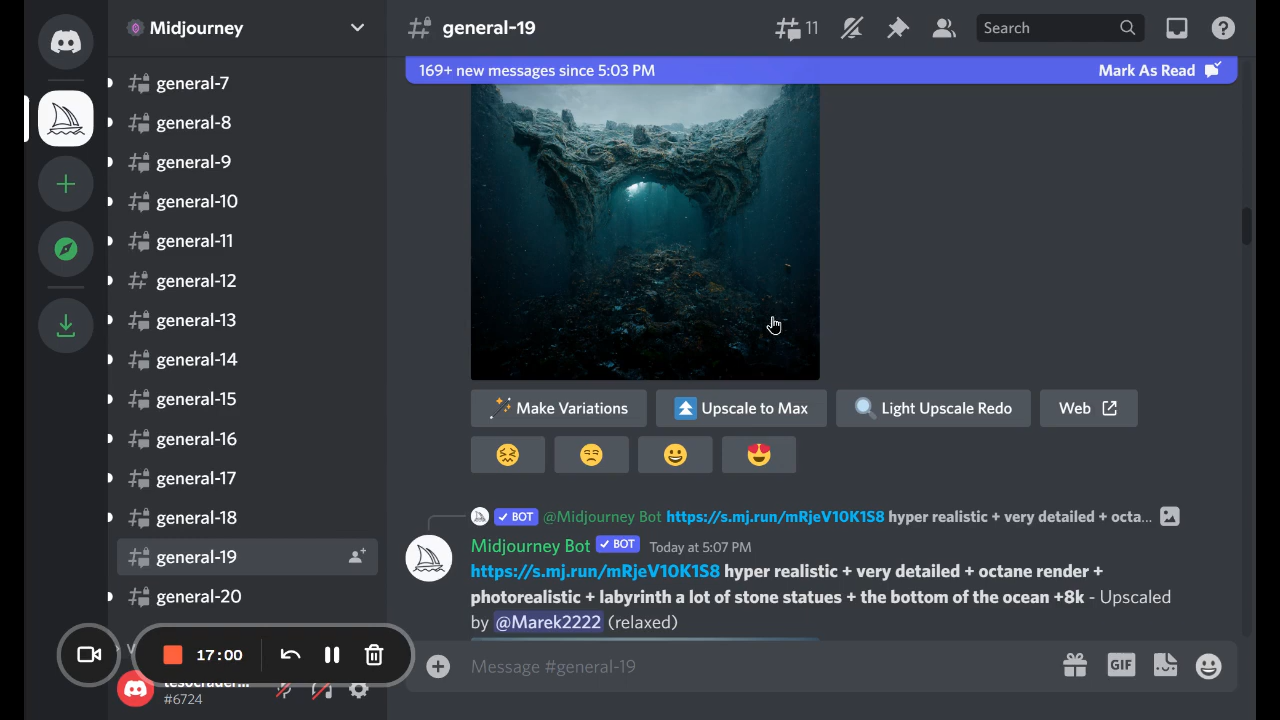 Midjourney
general-7
general-8
general-9
general-10
general-11
general-12
general-13
general-14
general-15
general-16
general-17
general-18
general-19
general-20
17:00
#6724
general-19
11
Search
169+ new messages since 5:03 PM
Mark As Read
Make Variations
Upscale to Max
Light Upscale Redo
Web
BOT @Midjourney Bot https://s.mj.run/mRjeV10K1S8 hyper realistic + very detailed + octa...
Midjourney Bot BOT Today at 5:07 PM
https://s.mj.run/mRjeV10K1S8 hyper realistic + very detailed + octane render +
photorealistic + labyrinth a lot of stone statues + the bottom of the ocean +8k - Upscaled
by @Marek2222 (relaxed)
Message #general-19
GIF